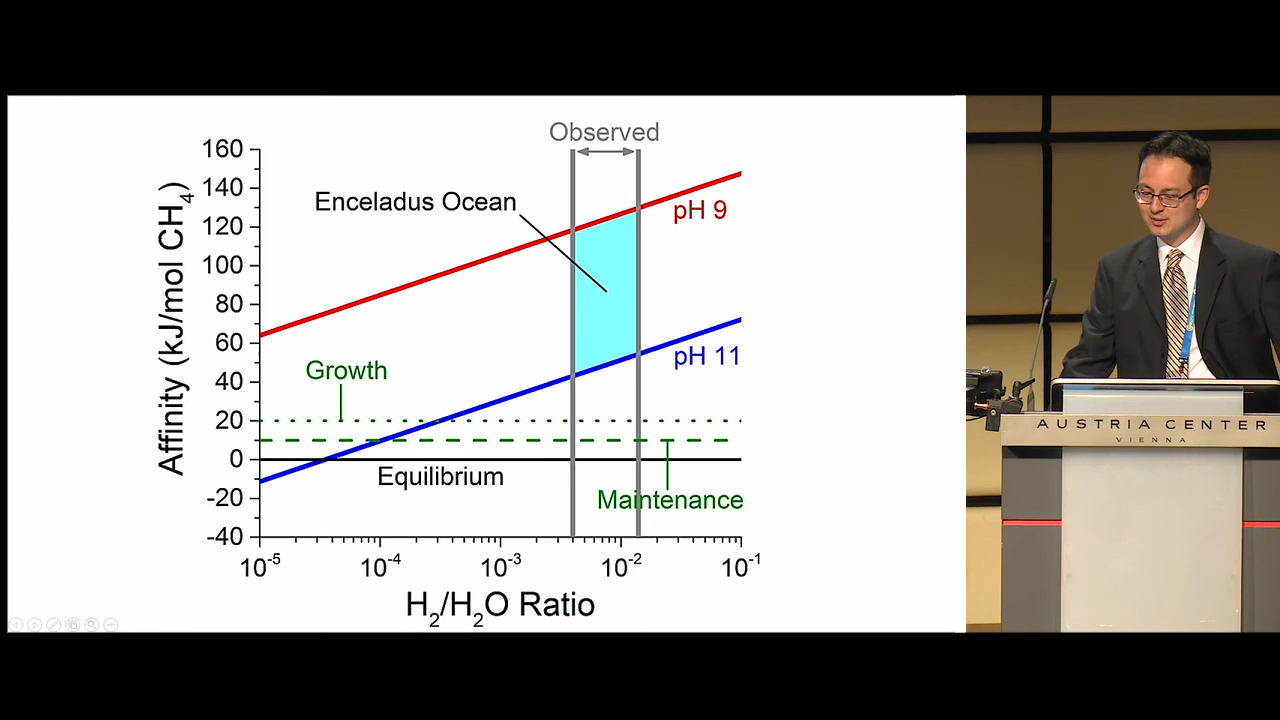 Observed
160
140
120
100
80
60
40
20
0
-20
-40
Affinity (kJ/mol CH₄)
Enceladus Ocean
pH 9
pH 11
Growth
Equilibrium
Maintenance
10⁻⁵ 10⁻⁴ 10⁻³ 10⁻² 10⁻¹
H₂/H₂O Ratio
AUSTRIA CENTER
VIENNA